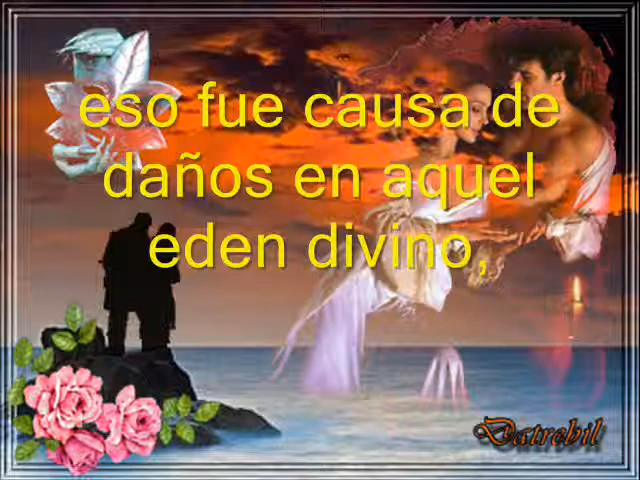 eso fue causa de
daños en aquel
eden divino,
Datrebil